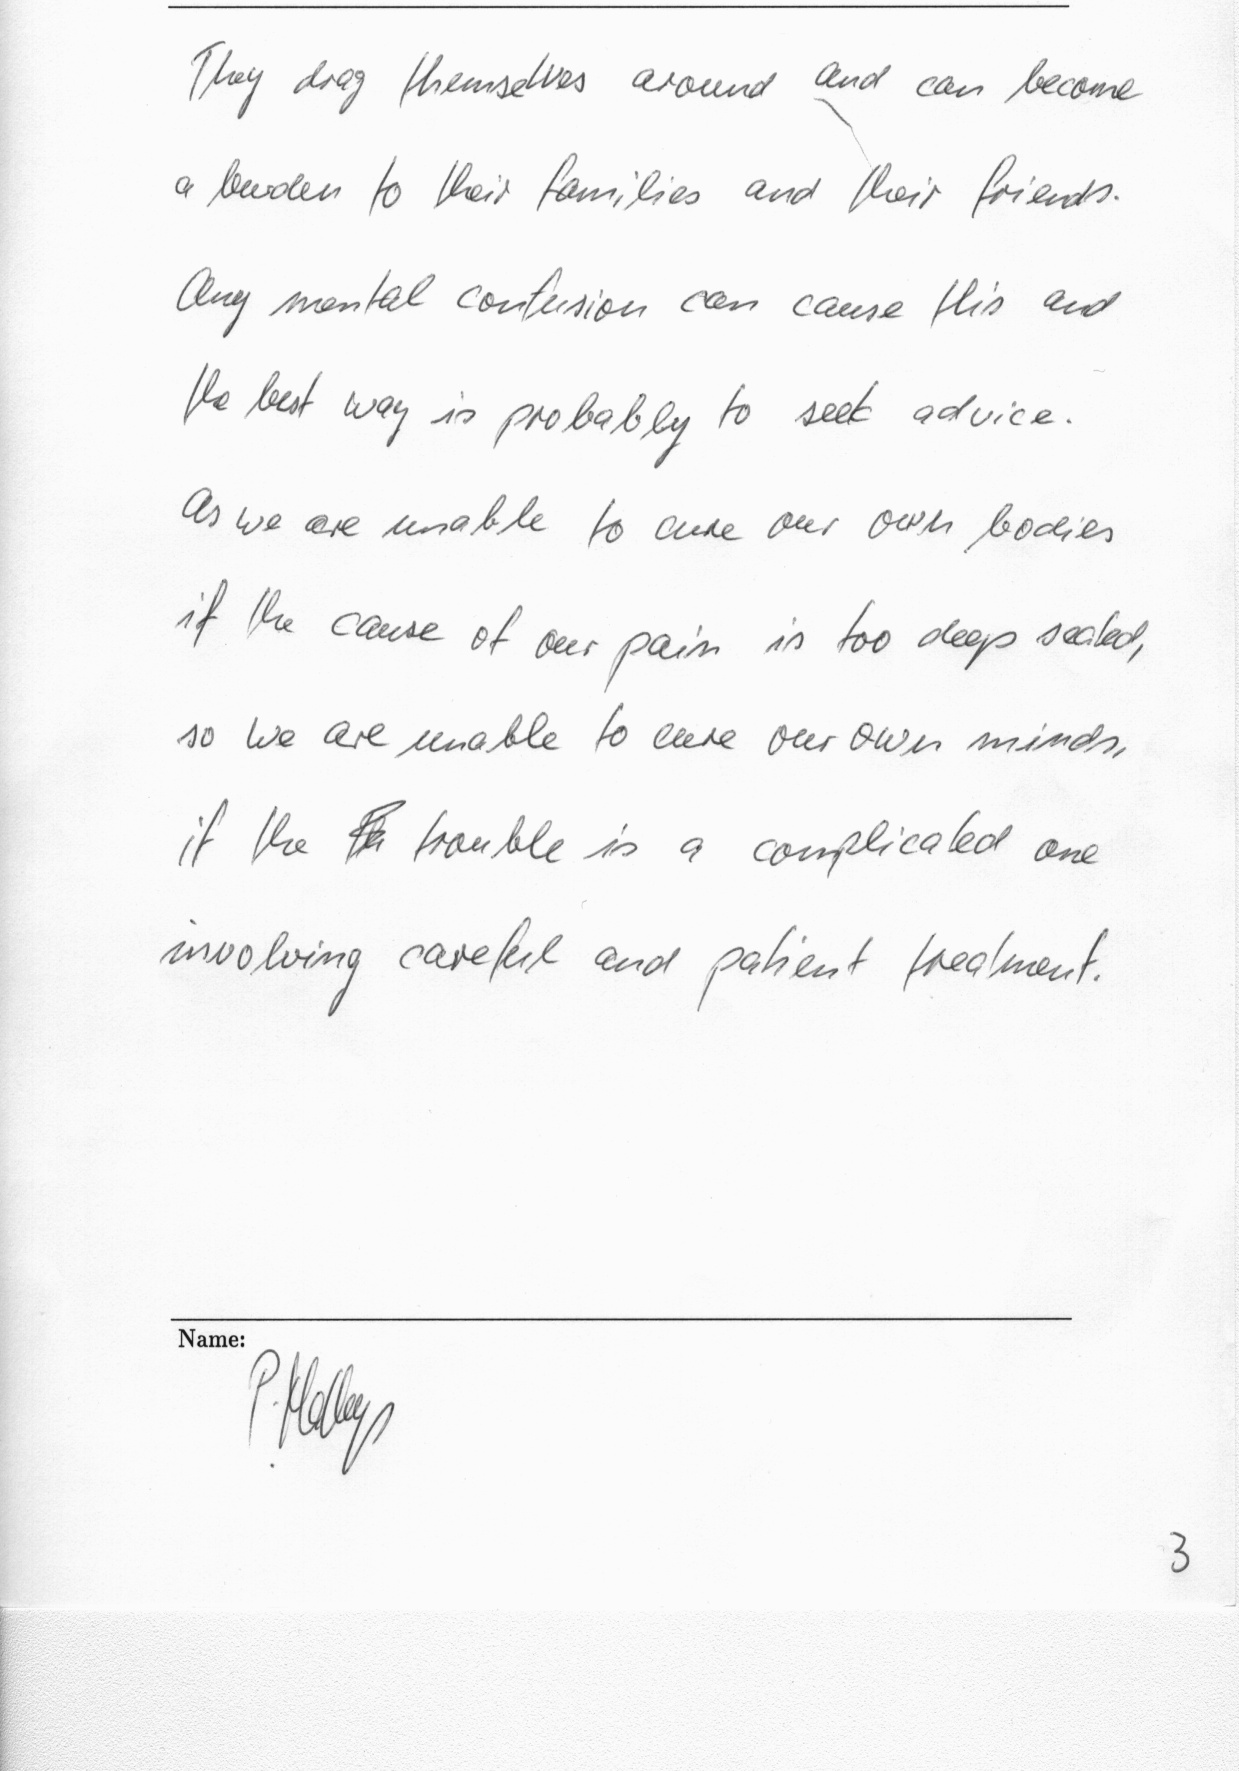 They drag themselves around and can become
a burden to their families and their friends.
Any mental confusion can cause this and
the best way is probably to seek advice.
As we are unable to cure our own bodies
if the cause of our pain is too deep seated,
so we are unable to cure our own minds,
if the trouble is a complicated one
involving careful and patient treatment.
Name:
P.
3